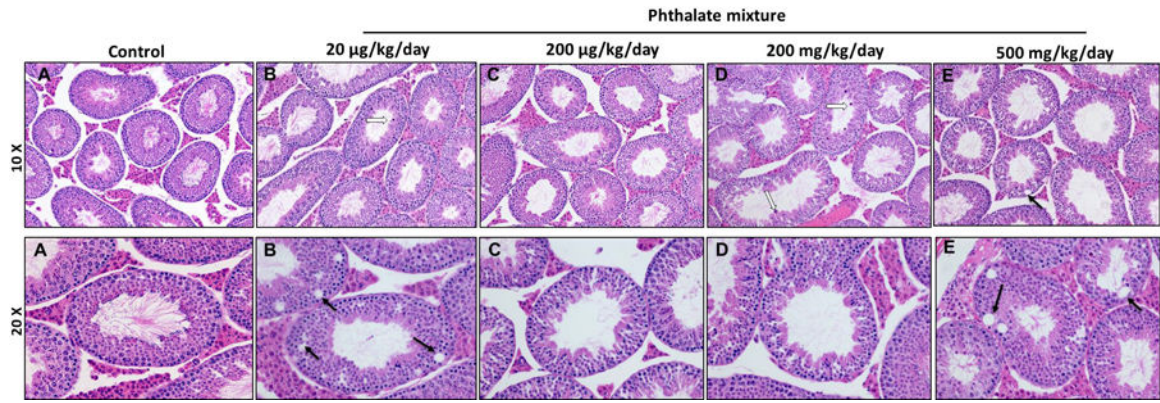 Phthalate mixture
Control
20 µg/kg/day
200 µg/kg/day
200 mg/kg/day
500 mg/kg/day
10 X
A
B
C
D
E
20 X
A
B
C
D
E